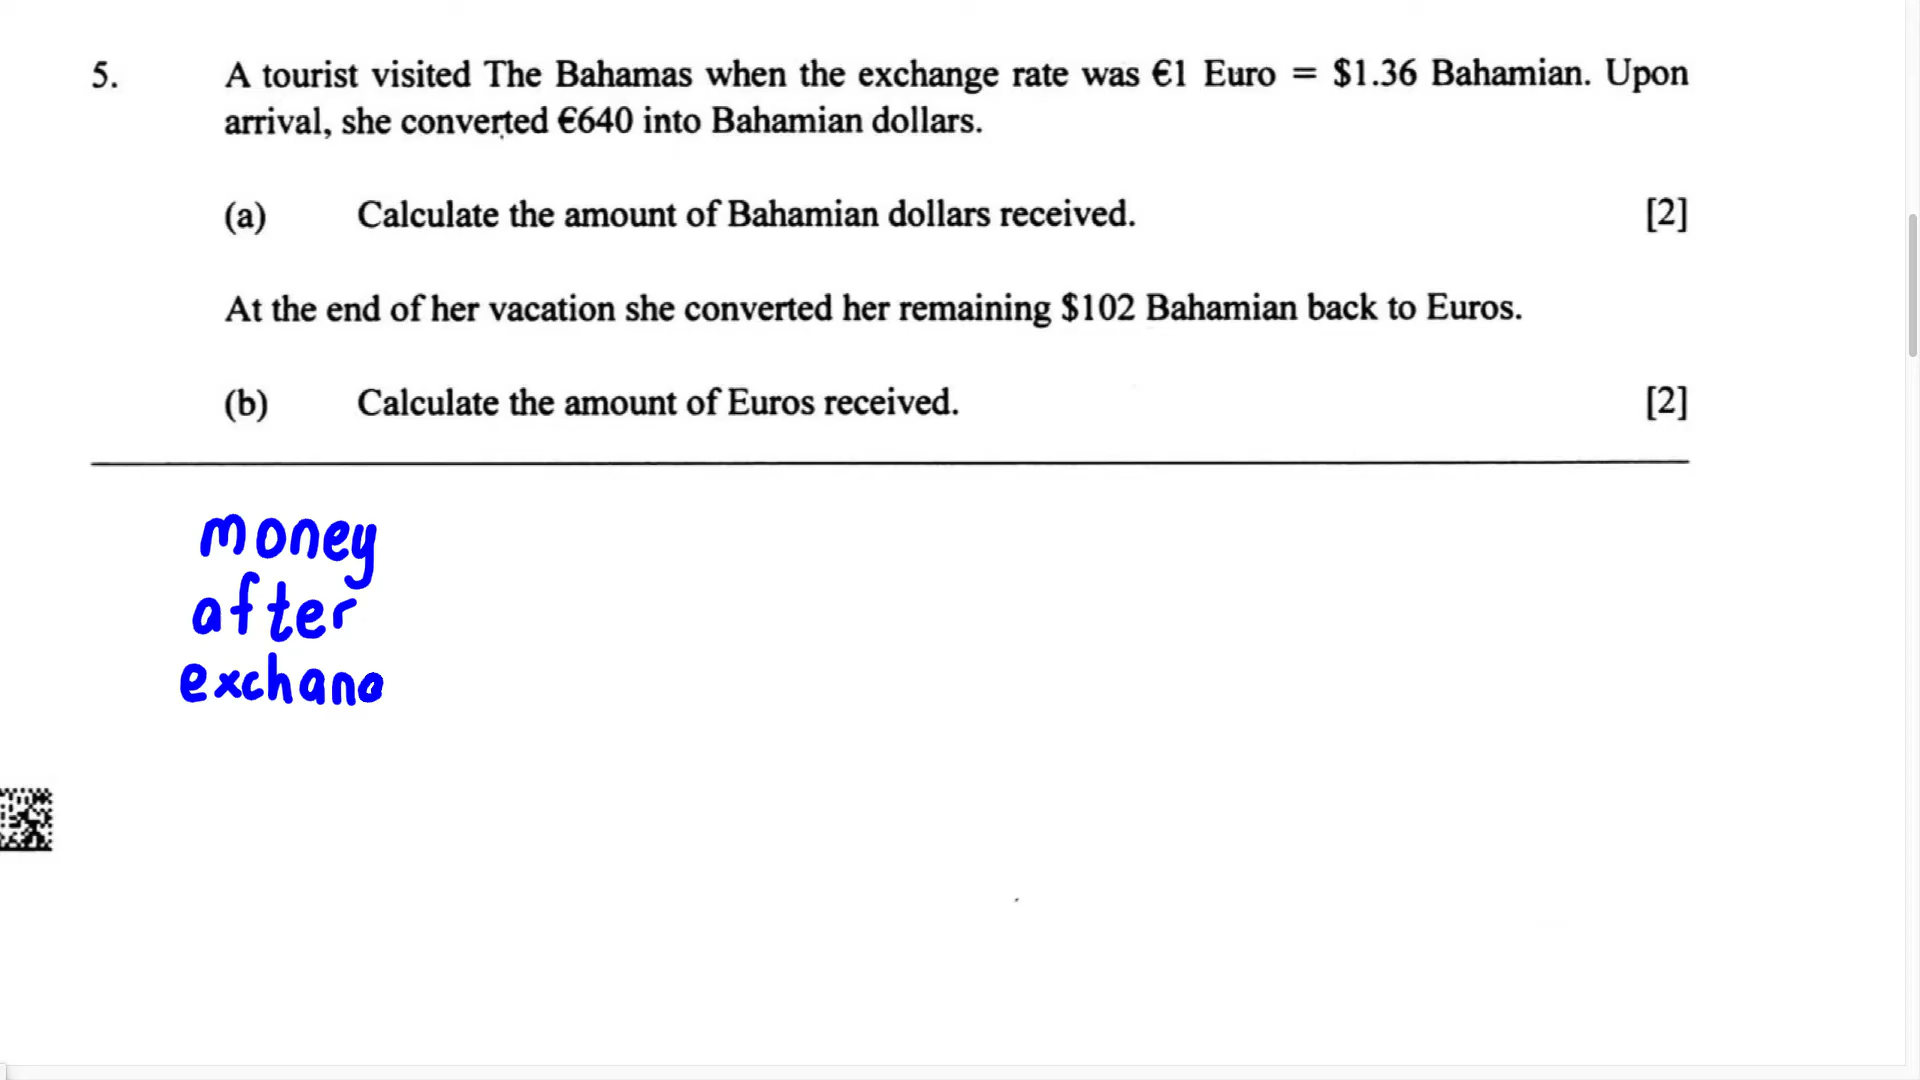 5. A tourist visited The Bahamas when the exchange rate was €1 Euro = $1.36 Bahamian. Upon
arrival, she converted €640 into Bahamian dollars.
(a) Calculate the amount of Bahamian dollars received. [2]
At the end of her vacation she converted her remaining $102 Bahamian back to Euros.
(b) Calculate the amount of Euros received. [2]
money
after
exchano